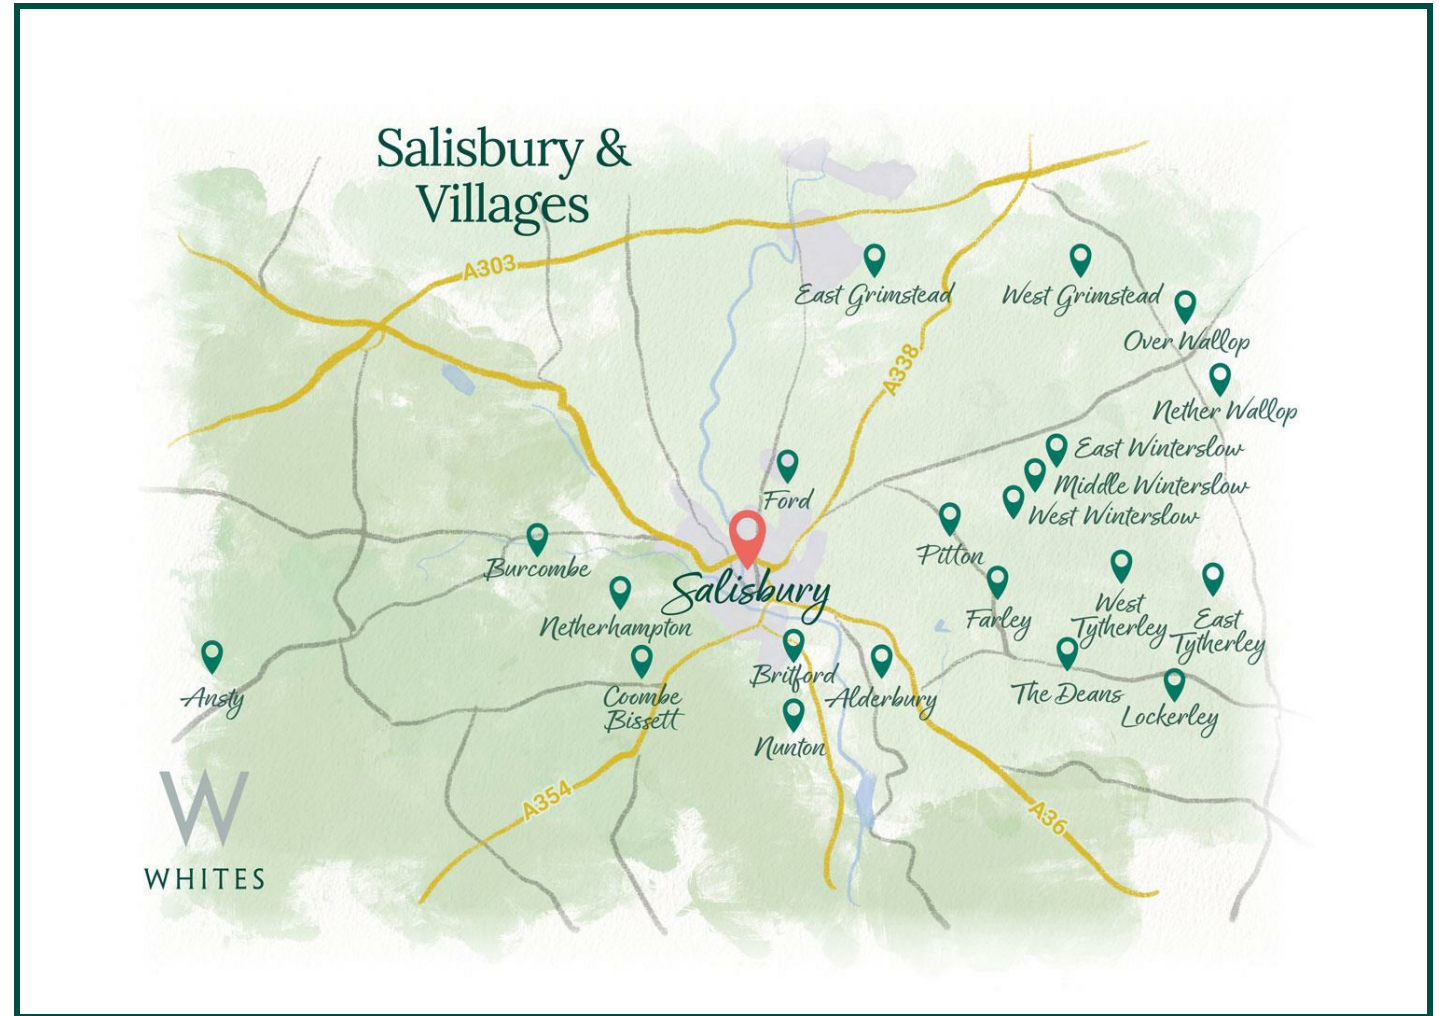 Salisbury &
Villages
A303
East Grimstead
West Grimstead
Over Wallop
A338
Nether Wallop
East Winterslow
Middle Winterslow
West Winterslow
Ford
Pitton
Burcombe
Salisbury
Netherhampton
Farley
West
Tytherley
East
Tytherley
Ansty
Coombe
Bissett
Britford
Alderbury
The Deans
Lockerley
Nunton
A354
A36
W
WHITES